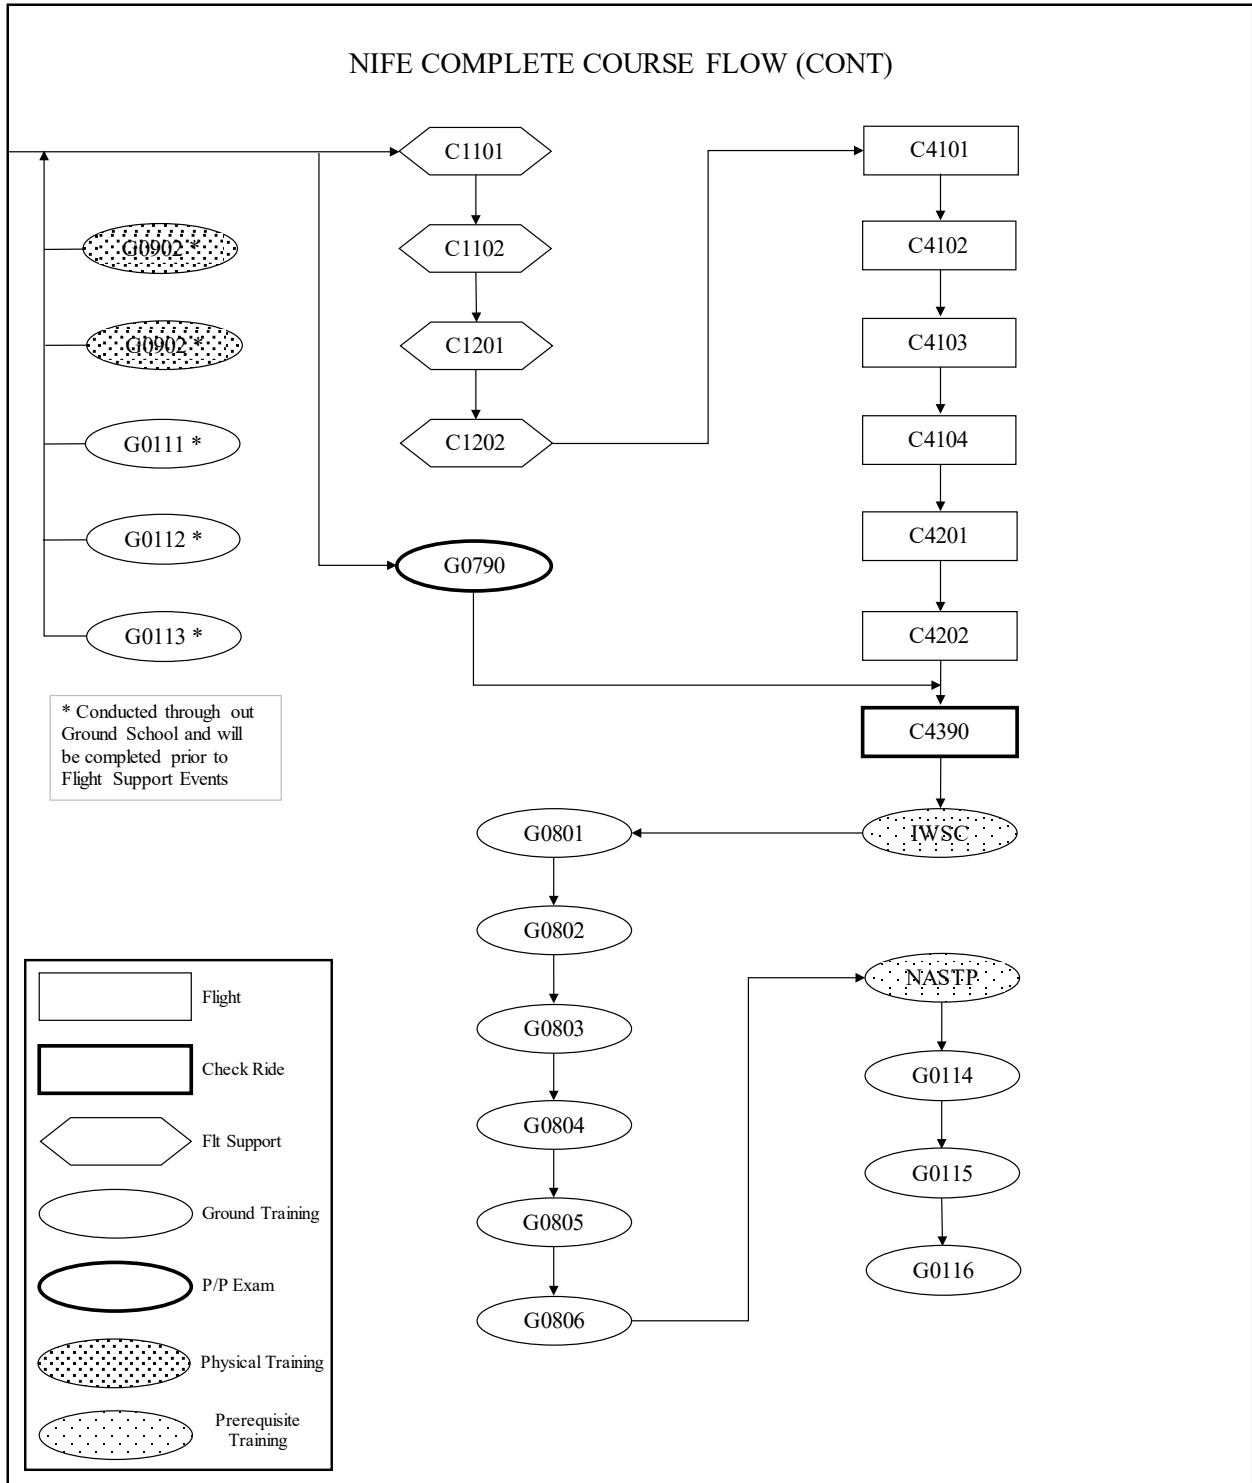 NIFE COMPLETE COURSE FLOW (CONT)
C1101
C1102
C1201
C1202
G0902 *
G0902 *
G0111 *
G0112 *
G0113 *
G0790
* Conducted through out
Ground School and will
be completed prior to
Flight Support Events
C4101
C4102
C4103
C4104
C4201
C4202
C4390
IWSC
G0801
G0802
G0803
G0804
G0805
G0806
NASTP
G0114
G0115
G0116
Flight
Check Ride
Flt Support
Ground Training
P/P Exam
Physical Training
Prerequisite
Training